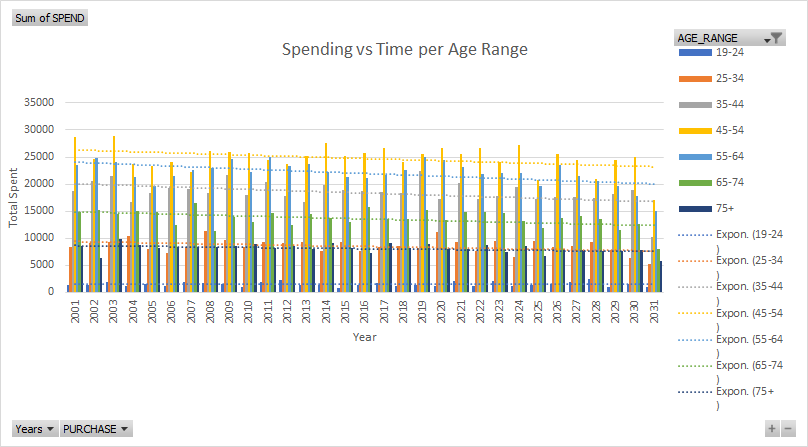 Sum of SPEND
Spending vs Time per Age Range
AGE_RANGE
19-24
25-34
35-44
45-54
55-64
65-74
75+
Expon. (19-24
)
Expon. (25-34
)
Expon. (35-44
)
Expon. (45-54
)
Expon. (55-64
)
Expon. (65-74
)
Expon. (75+
)
Total Spent
35000
30000
25000
20000
15000
10000
5000
0
2001 2002 2003 2004 2005 2006 2007 2008 2009 2010 2011 2012 2013 2014 2015 2016 2017 2018 2019 2020 2021 2022 2023 2024 2025 2026 2027 2028 2029 2030 2031
Year
Years PURCHASE
+ −